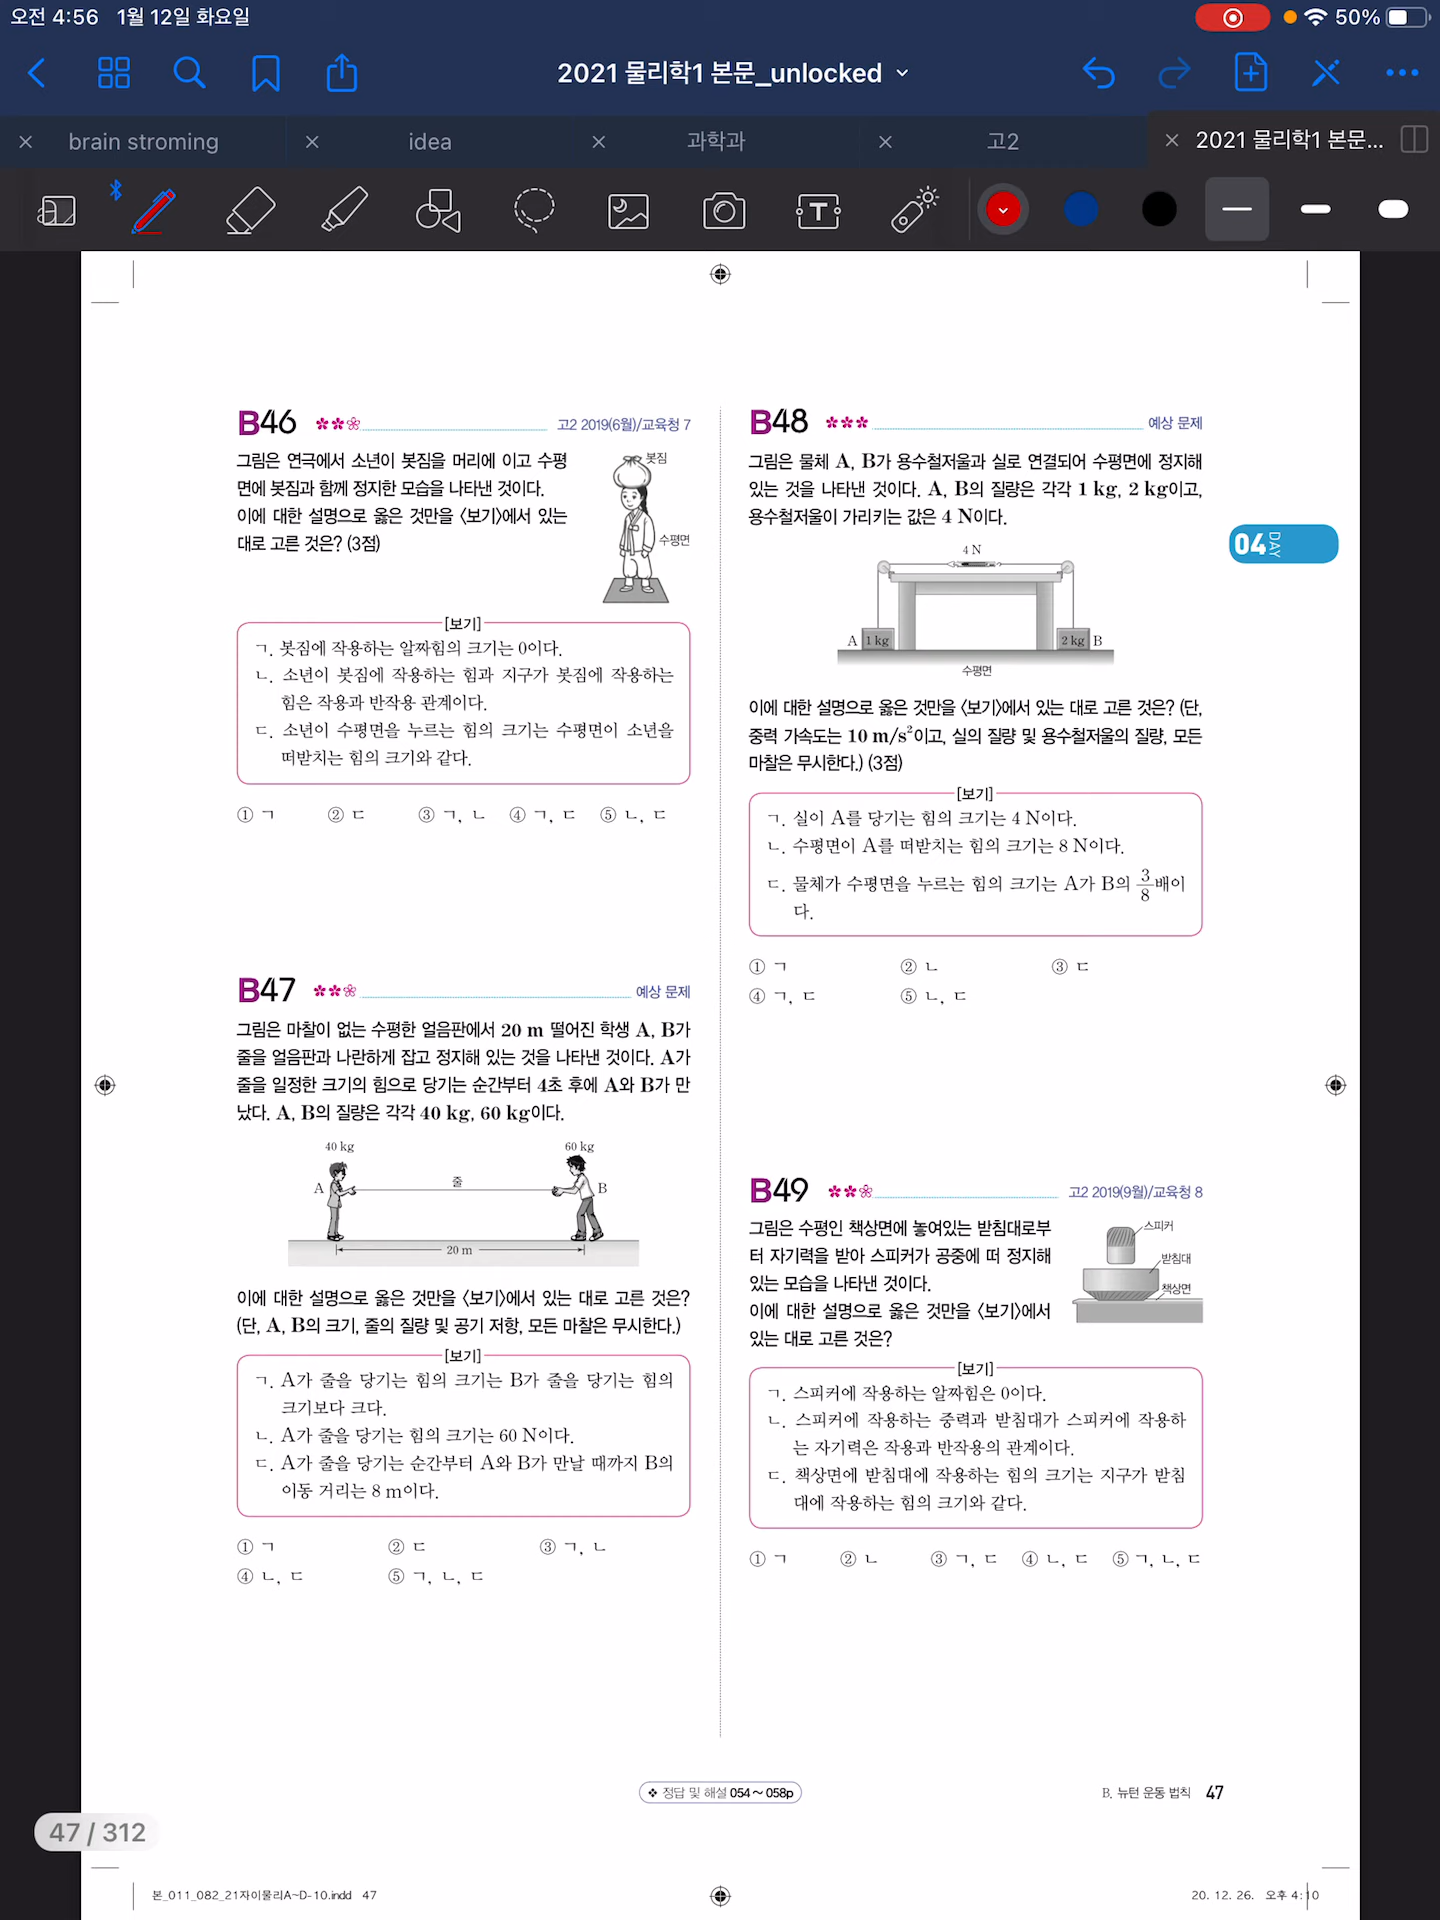 오전 4:56 1월 12일 화요일
50%
2021 물리학1 본문_unlocked
brain stroming
idea
과학과
고2
2021 물리학1 본문...
B46
고2 2019(6월)/교육청 7
그림은 연극에서 소년이 봇짐을 머리에 이고 수평
면에 봇짐과 함께 정지한 모습을 나타낸 것이다.
이에 대한 설명으로 옳은 것만을 〈보기〉에서 있는
대로 고른 것은? (3점)
봇짐
수평면
[보기]
ㄱ. 봇짐에 작용하는 알짜힘의 크기는 0이다.
ㄴ. 소년이 봇짐에 작용하는 힘과 지구가 봇짐에 작용하는
힘은 작용과 반작용 관계이다.
ㄷ. 소년이 수평면을 누르는 힘의 크기는 수평면이 소년을
떠받치는 힘의 크기와 같다.
① ㄱ ② ㄷ ③ ㄱ, ㄴ ④ ㄱ, ㄷ ⑤ ㄴ, ㄷ
B47
예상 문제
그림은 마찰이 없는 수평한 얼음판에서 20 m 떨어진 학생 A, B가
줄을 얼음판과 나란하게 잡고 정지해 있는 것을 나타낸 것이다. A가
줄을 일정한 크기의 힘으로 당기는 순간부터 4초 후에 A와 B가 만
났다. A, B의 질량은 각각 40 kg, 60 kg이다.
40 kg
60 kg
A
줄
B
20 m
이에 대한 설명으로 옳은 것만을 〈보기〉에서 있는 대로 고른 것은?
(단, A, B의 크기, 줄의 질량 및 공기 저항, 모든 마찰은 무시한다.)
[보기]
ㄱ. A가 줄을 당기는 힘의 크기는 B가 줄을 당기는 힘의
크기보다 크다.
ㄴ. A가 줄을 당기는 힘의 크기는 60 N이다.
ㄷ. A가 줄을 당기는 순간부터 A와 B가 만날 때까지 B의
이동 거리는 8 m이다.
① ㄱ ② ㄷ ③ ㄱ, ㄴ
④ ㄴ, ㄷ ⑤ ㄱ, ㄴ, ㄷ
B48
예상 문제
그림은 물체 A, B가 용수철저울과 실로 연결되어 수평면에 정지해
있는 것을 나타낸 것이다. A, B의 질량은 각각 1 kg, 2 kg이고,
용수철저울이 가리키는 값은 4 N이다.
4 N
A 1 kg
2 kg B
수평면
이에 대한 설명으로 옳은 것만을 〈보기〉에서 있는 대로 고른 것은? (단,
중력 가속도는 10 m/s²이고, 실의 질량 및 용수철저울의 질량, 모든
마찰은 무시한다.) (3점)
[보기]
ㄱ. 실이 A를 당기는 힘의 크기는 4 N이다.
ㄴ. 수평면이 A를 떠받치는 힘의 크기는 8 N이다.
ㄷ. 물체가 수평면을 누르는 힘의 크기는 A가 B의 3/8배이
다.
① ㄱ ② ㄴ ③ ㄷ
④ ㄱ, ㄷ ⑤ ㄴ, ㄷ
04 DAY
B49
고2 2019(9월)/교육청 8
그림은 수평인 책상면에 놓여있는 받침대로부
터 자기력을 받아 스피커가 공중에 떠 정지해
있는 모습을 나타낸 것이다.
이에 대한 설명으로 옳은 것만을 〈보기〉에서
있는 대로 고른 것은?
스피커
받침대
책상면
[보기]
ㄱ. 스피커에 작용하는 알짜힘은 0이다.
ㄴ. 스피커에 작용하는 중력과 받침대가 스피커에 작용하
는 자기력은 작용과 반작용의 관계이다.
ㄷ. 책상면에 받침대에 작용하는 힘의 크기는 지구가 받침
대에 작용하는 힘의 크기와 같다.
① ㄱ ② ㄴ ③ ㄱ, ㄷ ④ ㄴ, ㄷ ⑤ ㄱ, ㄴ, ㄷ
❖ 정답 및 해설 054~058p
B. 뉴턴 운동 법칙 47
47 / 312
본_011_082_21자이물리A~D-10.indd 47
20. 12. 26. 오후 4:10